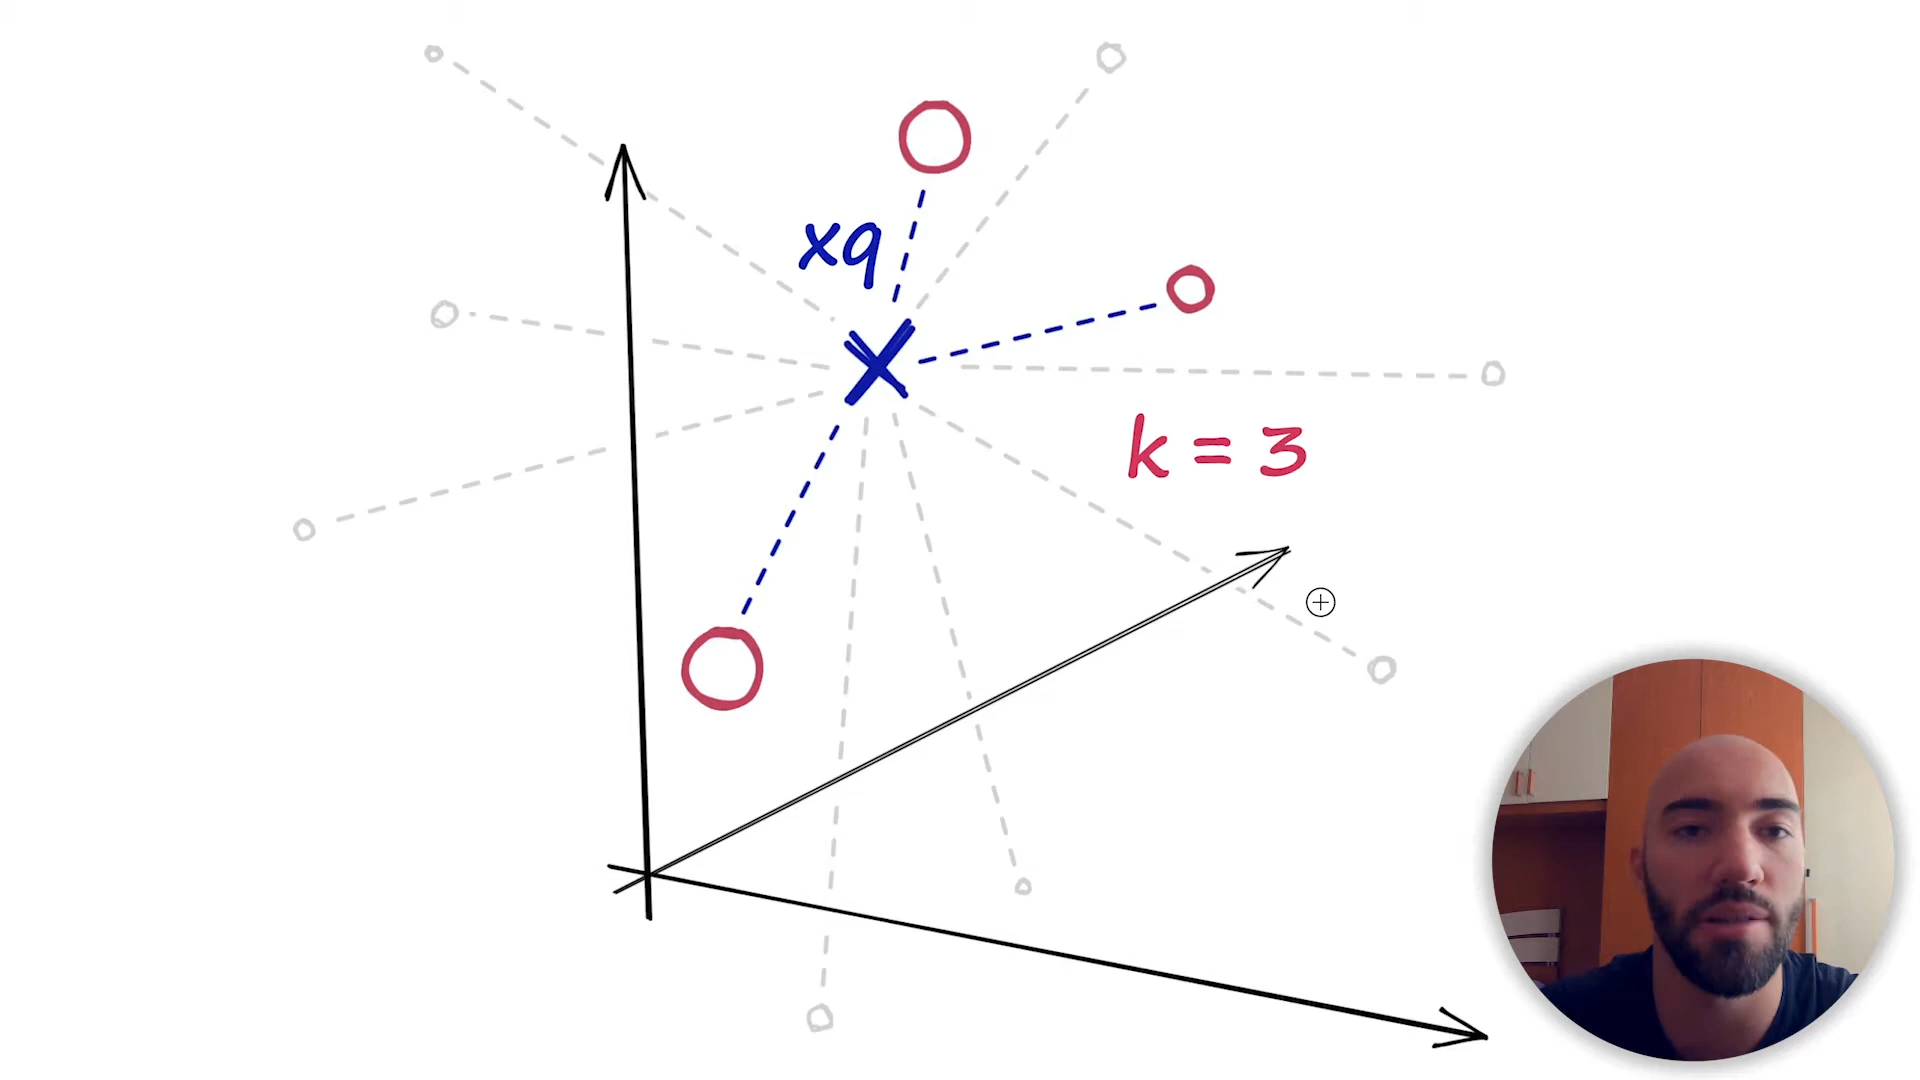 xq
k = 3